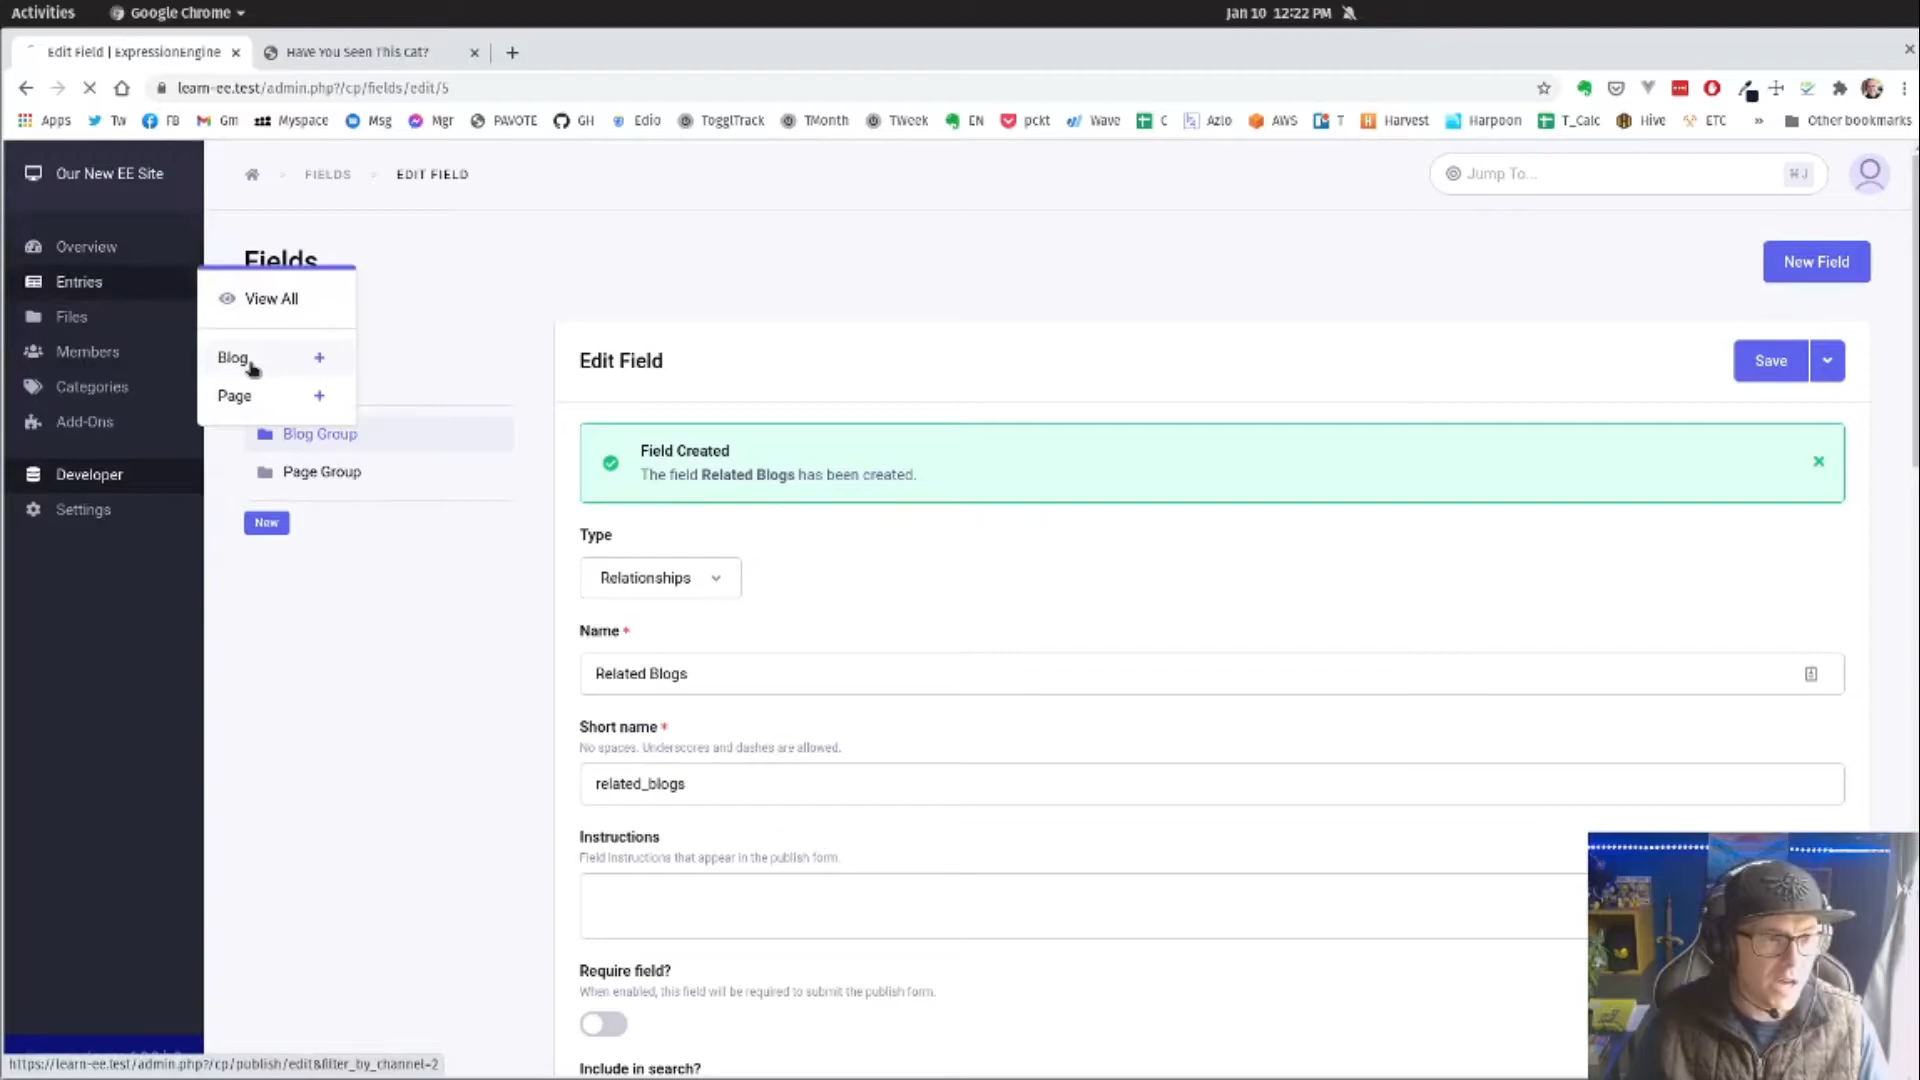 Activities
Google Chrome
Jan 10 12:22 PM
Edit Field | ExpressionEngine
Have You Seen This Cat?
learn-ee.test/admin.php?/cp/fields/edit/5
Apps
Tw
FB
Gm
Myspace
Msg
Mgr
PAVOTE
GH
Edio
TogglTrack
TMonth
TWeek
EN
pckt
Wave
C
Azlo
AWS
T
Harvest
Harpoon
T_Calc
Hive
ETC
»
Other bookmarks
Our New EE Site
FIELDS
EDIT FIELD
Jump To...
⌘J
Overview
Entries
Files
Members
Categories
Add-Ons
Developer
Settings
Fields
New Field
View All
Blog +
Page +
Blog Group
Page Group
New
Edit Field
Save
Field Created
The field Related Blogs has been created.
Type
Relationships
Name *
Related Blogs
Short name *
No spaces. Underscores and dashes are allowed.
related_blogs
Instructions
Field instructions that appear in the publish form.
Require field?
When enabled, this field will be required to submit the publish form.
Include in search?
https://learn-ee.test/admin.php?/cp/publish/edit&filter_by_channel=2